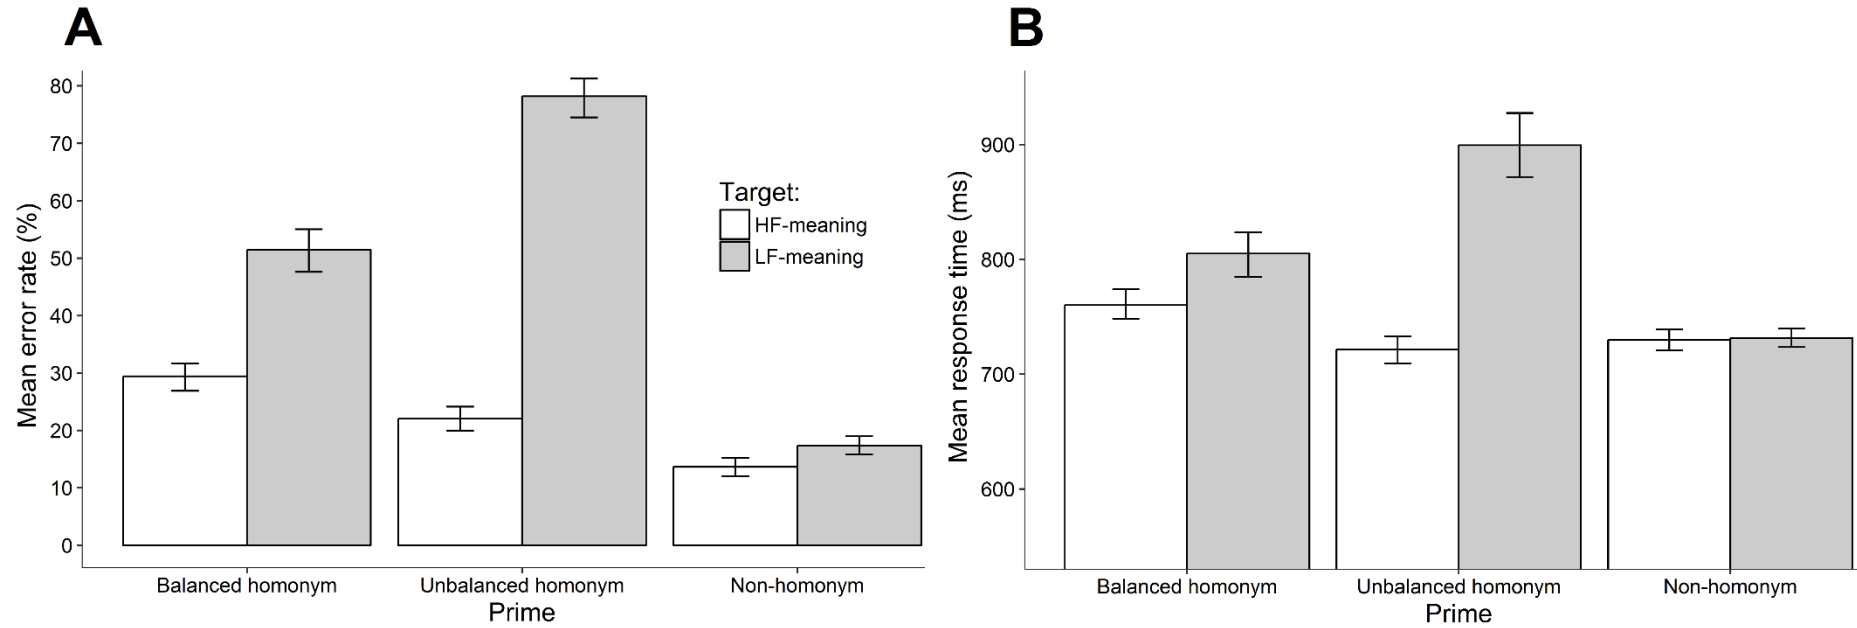 A
Mean error rate (%)
80
70
60
50
40
30
20
10
0
Target:
HF-meaning
LF-meaning
Balanced homonym
Unbalanced homonym
Non-homonym
Prime
B
Mean response time (ms)
900
800
700
600
Balanced homonym
Unbalanced homonym
Non-homonym
Prime